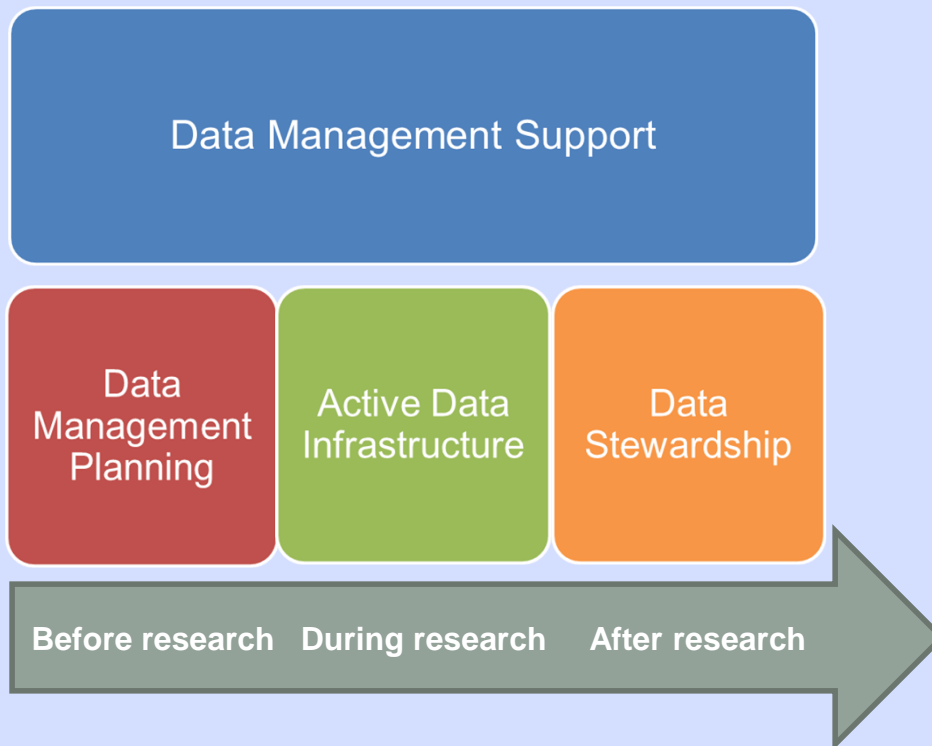 Data Management Support
Data
Management
Planning
Active Data
Infrastructure
Data
Stewardship
Before research
During research
After research